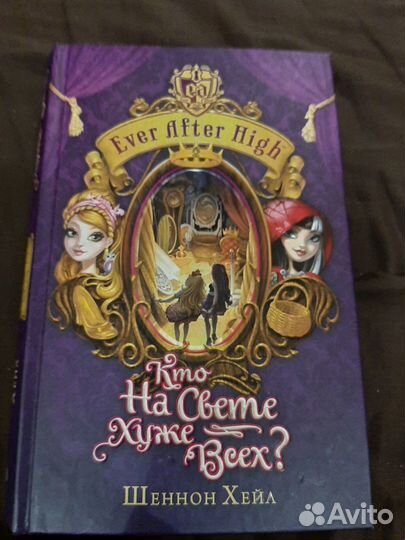 Ever After High
Кто
На Свете
Хуже
Всех?
Шеннон Хейл
Avito